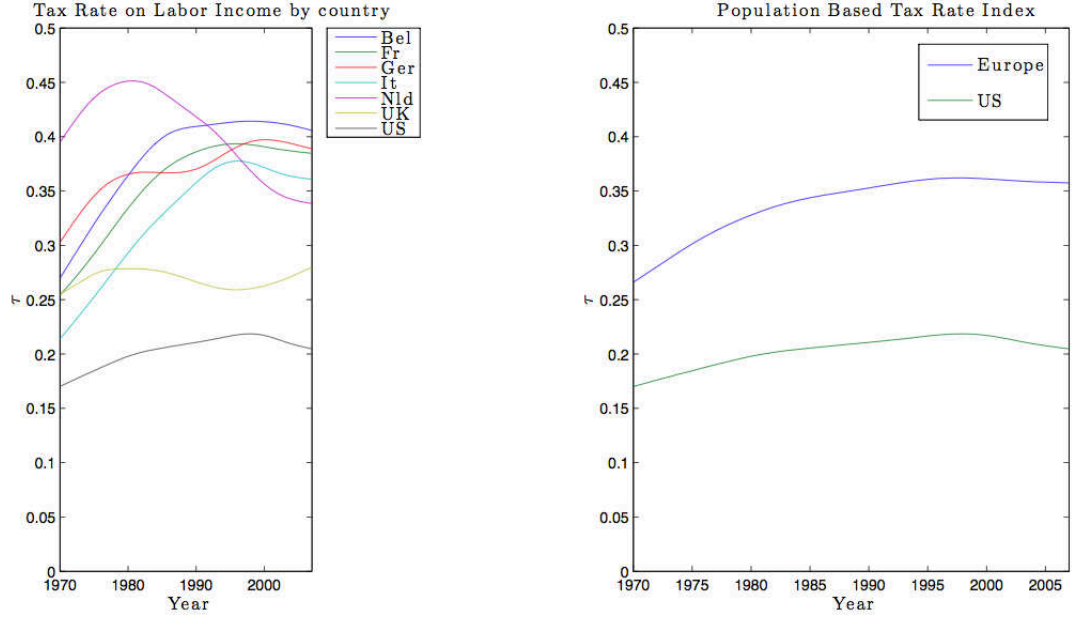 Tax Rate on Labor Income by country
0.5
0.45
0.4
0.35
0.3
0.25
0.2
0.15
0.1
0.05
0
τ
1970 1980 1990 2000
Year
Bel
Fr
Ger
It
Nld
UK
US
Population Based Tax Rate Index
0.5
0.45
0.4
0.35
0.3
0.25
0.2
0.15
0.1
0.05
0
τ
1970 1975 1980 1985 1990 1995 2000 2005
Year
Europe
US